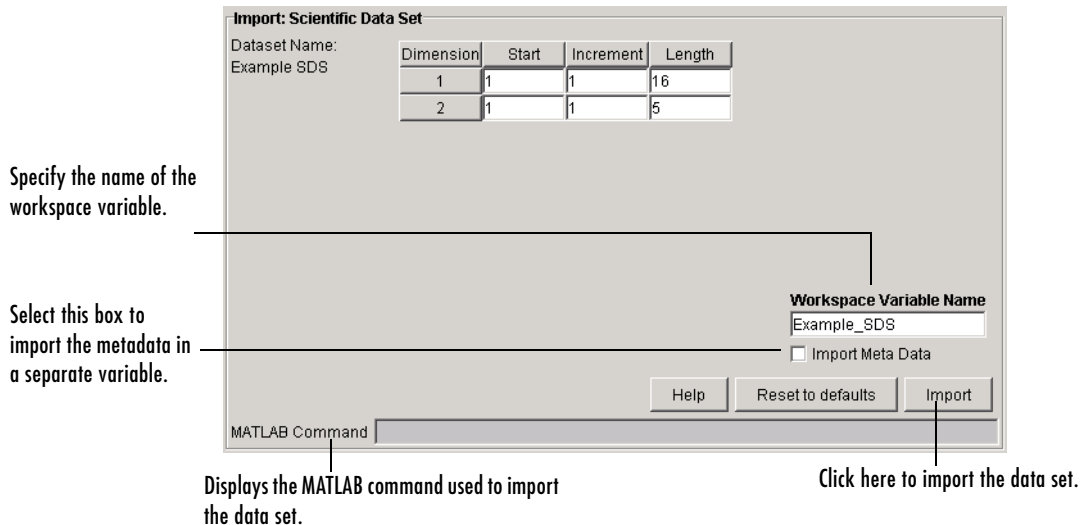 Import: Scientific Data Set
Dataset Name:
Example SDS
Dimension Start Increment Length
1 1 1 16
2 1 1 5
Specify the name of the
workspace variable.
Select this box to
import the metadata in
a separate variable.
Workspace Variable Name
Example_SDS
Import Meta Data
Help Reset to defaults Import
MATLAB Command
Displays the MATLAB command used to import
the data set.
Click here to import the data set.